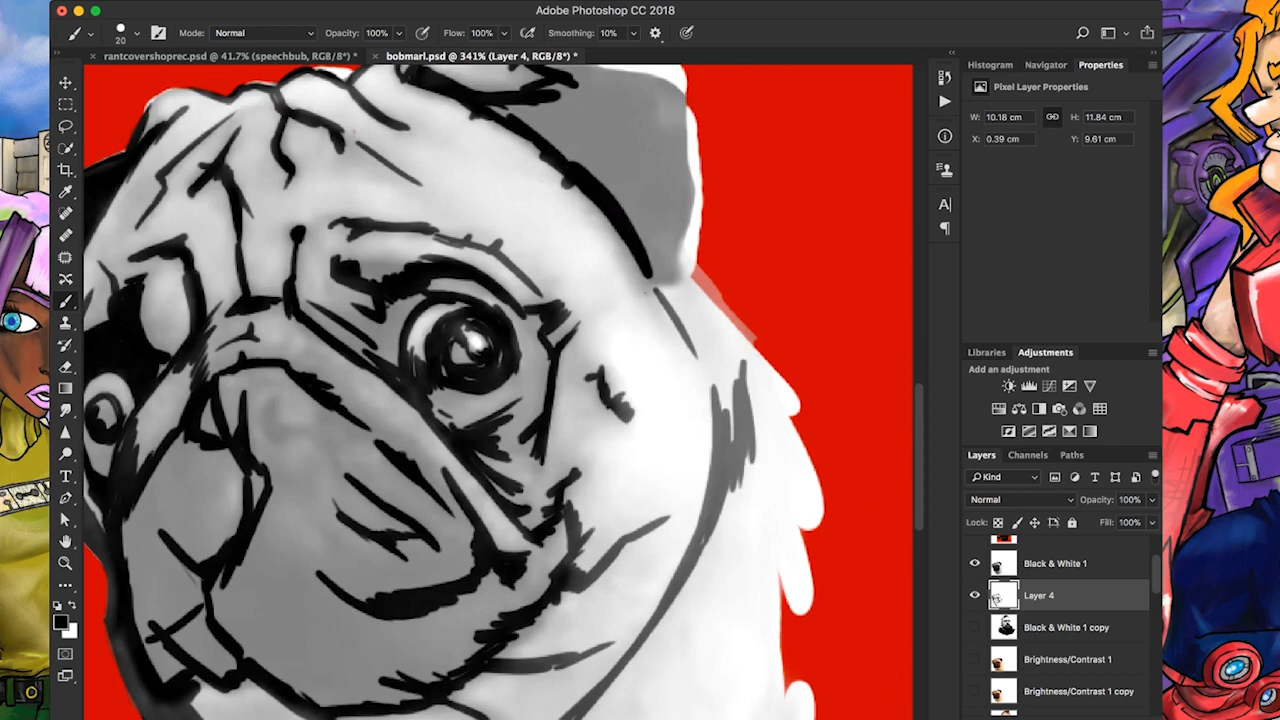 Adobe Photoshop CC 2018
20 Mode: Normal Opacity: 100% Flow: 100% Smoothing: 10%
rantcovershoprec.psd @ 41.7% (speechbub, RGB/8*) * bobmarl.psd @ 341% (Layer 4, RGB/8*) *
Histogram Navigator Properties
Pixel Layer Properties
W: 10.18 cm H: 11.84 cm
X: 0.39 cm Y: 9.61 cm
Libraries Adjustments
Add an adjustment
Layers Channels Paths
Kind
Normal Opacity: 100%
Lock: Fill: 100%
Black & White 1
Layer 4
Black & White 1 copy
Brightness/Contrast 1
Brightness/Contrast 1 copy